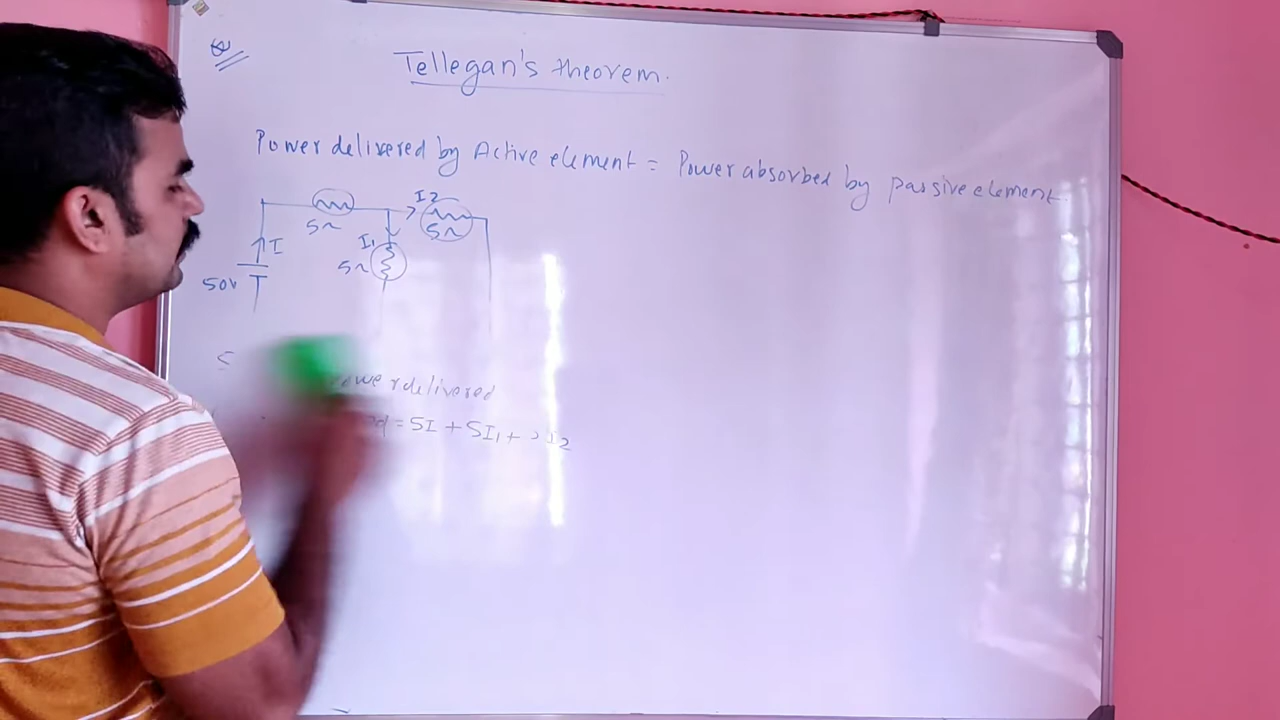 Q
Tellegan's theorem.
Power delivered by Active element = Power absorbed by passive element.
I2
5Ω
5Ω
I1
I
5Ω
50V
delivered
= 5I + 5I1 +